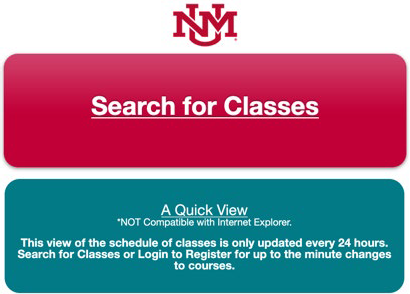 UNM
Search for Classes
A Quick View
*NOT Compatible with Internet Explorer.
This view of the schedule of classes is only updated every 24 hours.
Search for Classes or Login to Register for up to the minute changes
to courses.